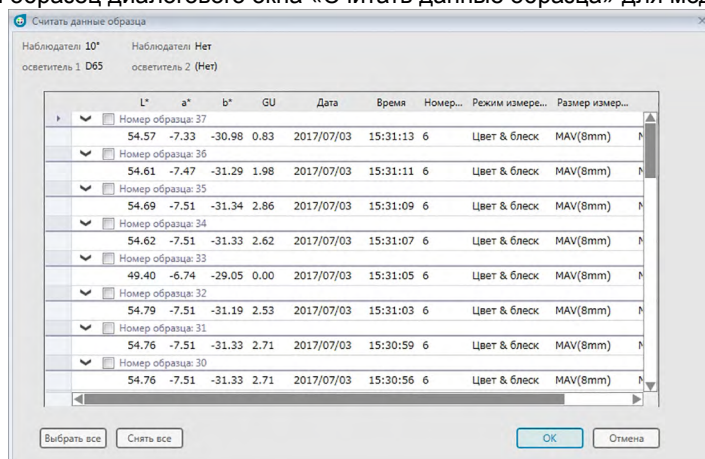 образец диалогового окна «Считать данные образца» для мод
Считать данные образца
Наблюдател 10° Наблюдател Нет
осветитель 1 D65 осветитель 2 (Нет)
L* a* b* GU Дата Время Номер... Режим измере... Размер измер...
Номер образца: 37
54.57 -7.33 -30.98 0.83 2017/07/03 15:31:13 6 Цвет & блеск MAV(8mm)
Номер образца: 36
54.61 -7.47 -31.29 1.98 2017/07/03 15:31:11 6 Цвет & блеск MAV(8mm)
Номер образца: 35
54.69 -7.51 -31.34 2.86 2017/07/03 15:31:09 6 Цвет & блеск MAV(8mm)
Номер образца: 34
54.62 -7.51 -31.33 2.62 2017/07/03 15:31:07 6 Цвет & блеск MAV(8mm)
Номер образца: 33
49.40 -6.74 -29.05 0.00 2017/07/03 15:31:05 6 Цвет & блеск MAV(8mm)
Номер образца: 32
54.79 -7.51 -31.19 2.53 2017/07/03 15:31:03 6 Цвет & блеск MAV(8mm)
Номер образца: 31
54.76 -7.51 -31.33 2.71 2017/07/03 15:30:59 6 Цвет & блеск MAV(8mm)
Номер образца: 30
54.76 -7.51 -31.33 2.71 2017/07/03 15:30:56 6 Цвет & блеск MAV(8mm)
Выбрать все Снять все OK Отмена